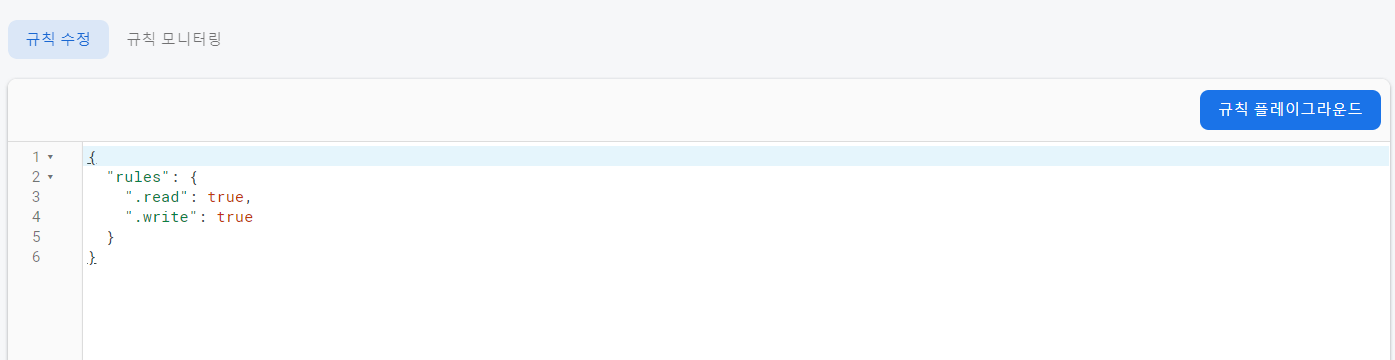 규칙 수정 규칙 모니터링
규칙 플레이그라운드
1 {
2 "rules": {
3 ".read": true,
4 ".write": true
5 }
6 }